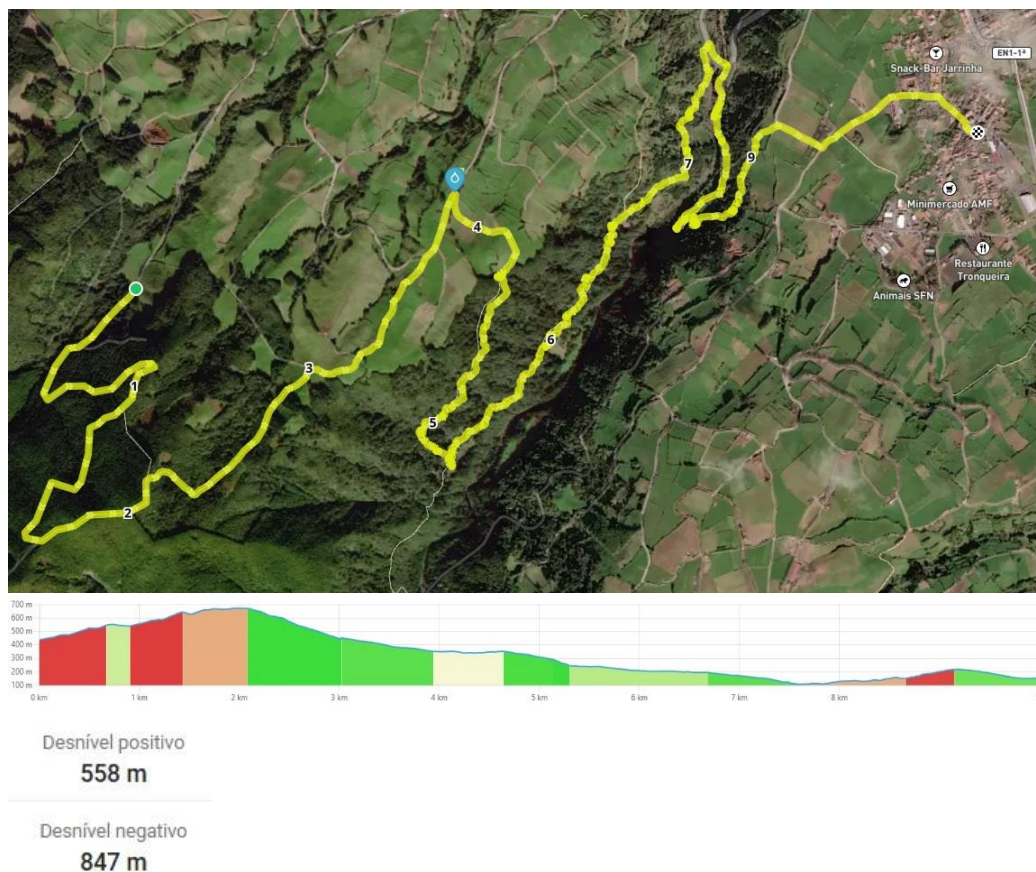 EN1-1ª
Snack-Bar Jarrinha
7
9
4
Minimercado AMF
Restaurante
Tronqueira
Animais SFN
6
3
1
5
2
700 m
600 m
500 m
400 m
300 m
200 m
100 m
0 km
1 km
2 km
3 km
4 km
5 km
6 km
7 km
8 km
Desnível positivo
558 m
Desnível negativo
847 m